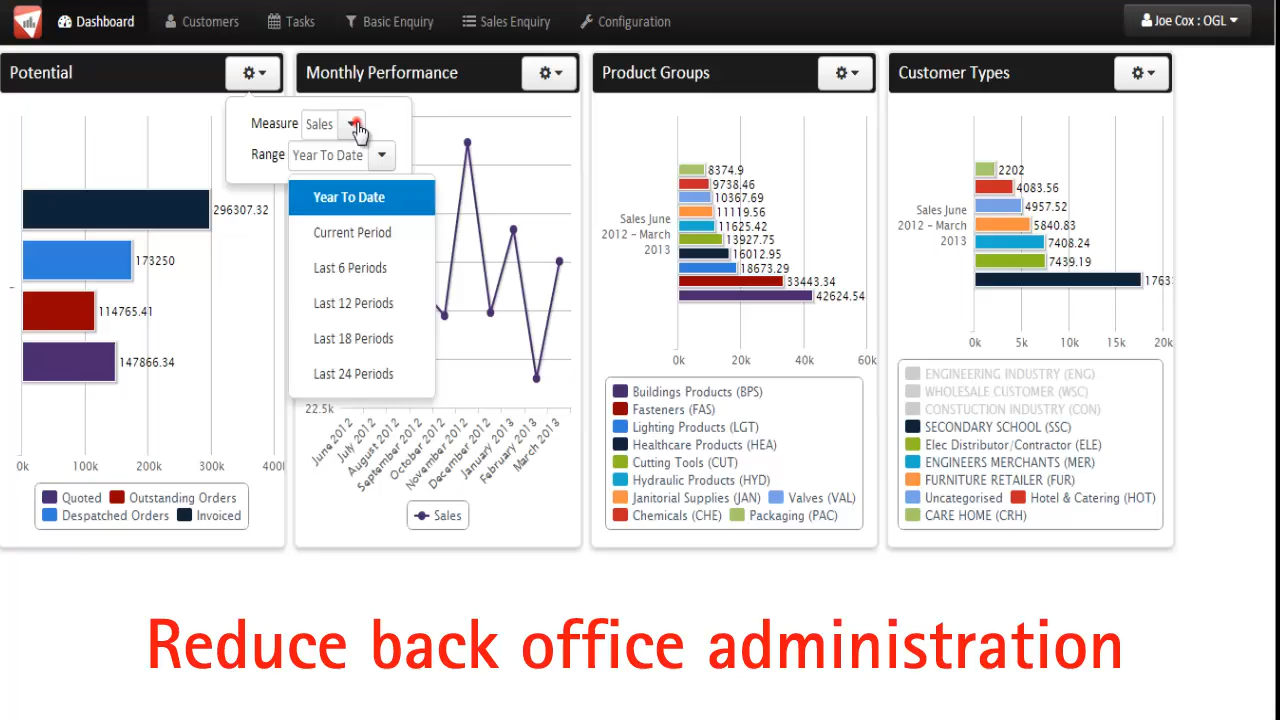 Dashboard
Customers
Tasks
Basic Enquiry
Sales Enquiry
Configuration
Joe Cox : OGL
Potential
Measure Sales
Range Year To Date
Year To Date
Current Period
Last 6 Periods
Last 12 Periods
Last 18 Periods
Last 24 Periods
296307.32
173250
114765.41
147866.34
0k 100k 200k 300k 400k
Quoted Outstanding Orders
Despatched Orders Invoiced
Monthly Performance
22.5k
June 2012
July 2012
August 2012
September 2012
October 2012
November 2012
December 2012
January 2013
February 2013
March 2013
Sales
Product Groups
Sales June
2012 - March
2013
8374.9
9738.46
10367.69
11119.56
11625.42
13927.75
16012.95
18673.29
33443.34
42624.54
0k 20k 40k 60k
Buildings Products (BPS)
Fasteners (FAS)
Lighting Products (LGT)
Healthcare Products (HEA)
Cutting Tools (CUT)
Hydraulic Products (HYD)
Janitorial Supplies (JAN) Valves (VAL)
Chemicals (CHE) Packaging (PAC)
Customer Types
Sales June
2012 - March
2013
2202
4083.56
4957.52
5840.83
7408.24
7439.19
0k 5k 10k 15k 20k
ENGINEERING INDUSTRY (ENG)
WHOLESALE CUSTOMER (WSC)
CONSTUCTION INDUSTRY (CON)
SECONDARY SCHOOL (SSC)
Elec Distributor/Contractor (ELE)
ENGINEERS MERCHANTS (MER)
FURNITURE RETAILER (FUR)
Uncategorised Hotel & Catering (HOT)
CARE HOME (CRH)
Reduce back office administration